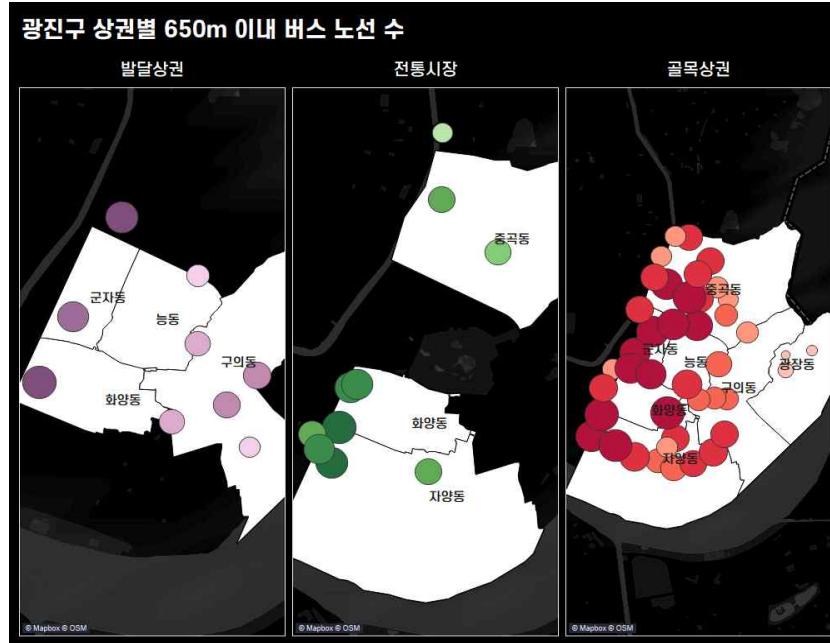 광진구 상권별 650m 이내 버스 노선 수
발달상권
군자동
능동
구의동
화양동
© Mapbox © OSM
전통시장
중곡동
화양동
자양동
© Mapbox © OSM
골목상권
중곡동
군자동
능동
광장동
구의동
화양동
자양동
© Mapbox © OSM